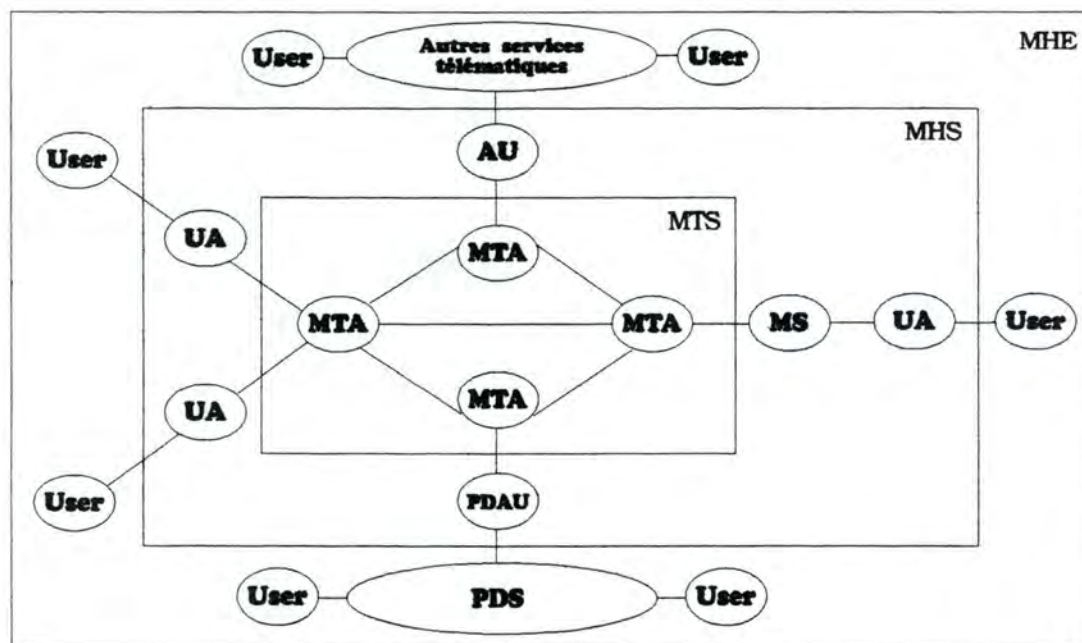 MHE
User
Autres services
télématiques
User
MHS
User
AU
MTS
UA
MTA
MTA
MTA
MS
UA
User
UA
MTA
User
PDAU
User
PDS
User